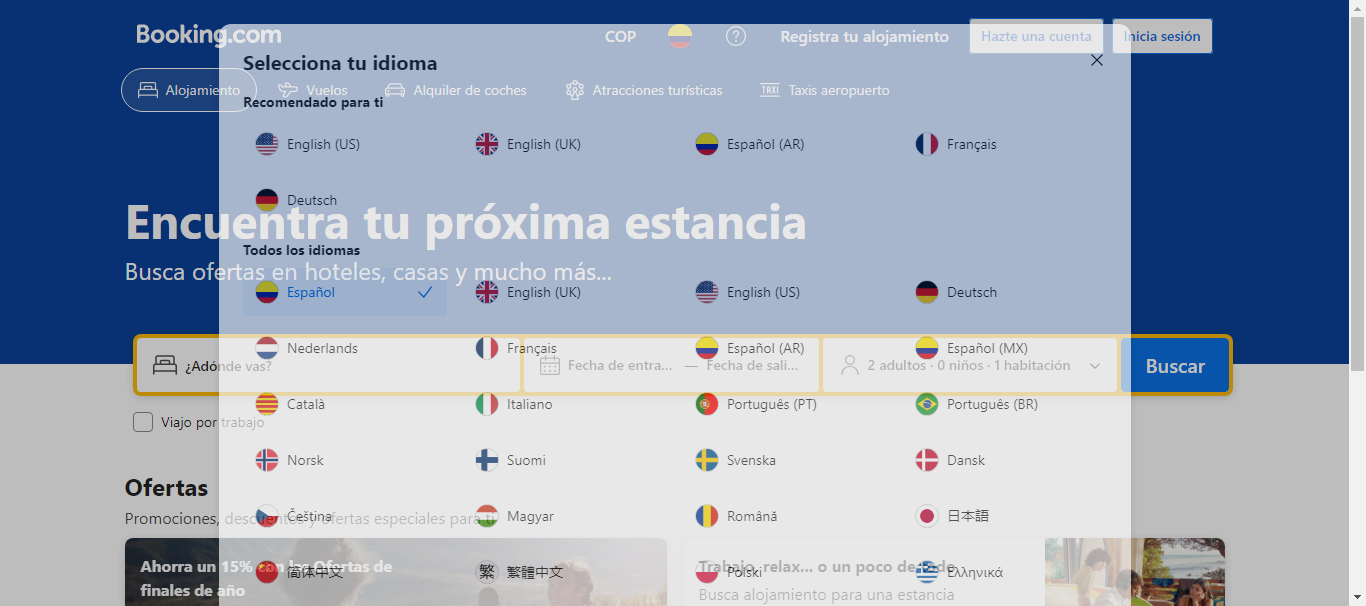 Booking.com
COP
Registra tu alojamiento
Hazte una cuenta
Inicia sesión
Alojamiento
Vuelos
Alquiler de coches
Atracciones turísticas
TAXI Taxis aeropuerto
Selecciona tu idioma
Recomendado para ti
English (US)
English (UK)
Español (AR)
Français
Deutsch
Encuentra tu próxima estancia
Busca ofertas en hoteles, casas y mucho más...
Todos los idiomas
Español
English (UK)
English (US)
Deutsch
Nederlands
Français
Español (AR)
Español (MX)
¿Adónde vas?
Fecha de entra... — Fecha de sali...
2 adultos · 0 niños · 1 habitación
Buscar
Català
Italiano
Português (PT)
Português (BR)
Viajo por trabajo
Norsk
Suomi
Svenska
Dansk
Ofertas
Promociones, descuentos y ofertas especiales para ti
Čeština
Magyar
Română
日本語
Ahorra un 15% con las Ofertas de
finales de año
简体中文
繁 繁體中文
Polski
Ελληνικά
Trabajo, relax... o un poco de
Busca alojamiento para una estancia